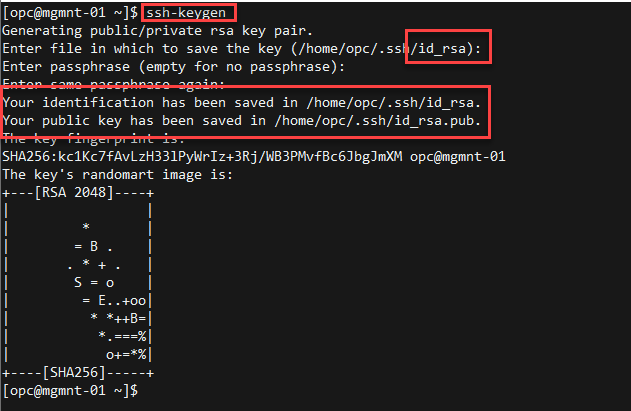 [opc@mgmnt-01 ~]$ ssh-keygen
Generating public/private rsa key pair.
Enter file in which to save the key (/home/opc/.ssh/id_rsa):
Enter passphrase (empty for no passphrase):
Enter same passphrase again:
Your identification has been saved in /home/opc/.ssh/id_rsa.
Your public key has been saved in /home/opc/.ssh/id_rsa.pub.
The key fingerprint is:
SHA256:kc1Kc7fAvLzH33lPyWrIz+3Rj/WB3PMvfBc6JbgJmXM opc@mgmnt-01
The key's randomart image is:
+---[RSA 2048]----+
|                 |
|         *       |
|        = B .    |
|       . * + .   |
|        S = o    |
|         = E..+oo|
|          * *++B=|
|           *.===%|
|            o+=*%|
+----[SHA256]-----+
[opc@mgmnt-01 ~]$